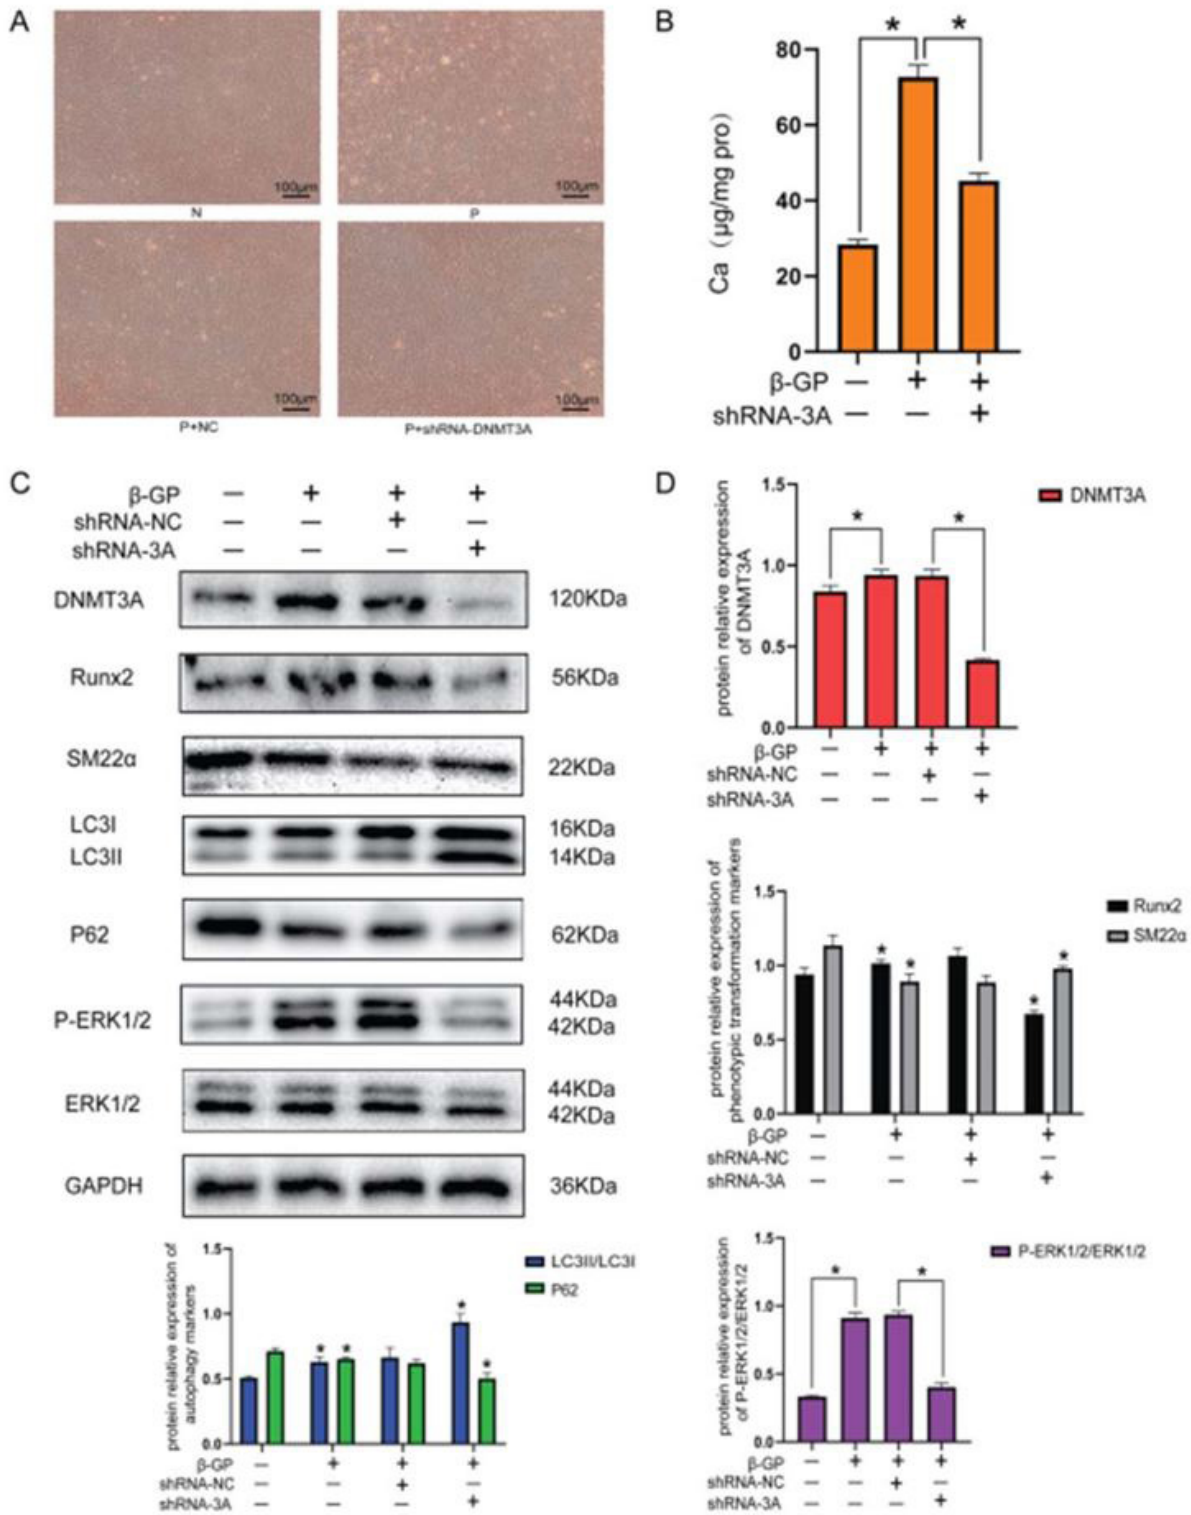 A
100μm
N
100μm
P
100μm
P+NC
100μm
P+shRNA-DNMT3A
B
* *
80
60
40
20
0
Ca (μg/mg pro)
β-GP — + +
shRNA-3A — — +
C
β-GP — + + +
shRNA-NC — — + —
shRNA-3A — — — +
DNMT3A 120KDa
Runx2 56KDa
SM22α 22KDa
LC3I 16KDa
LC3II 14KDa
P62 62KDa
P-ERK1/2 44KDa
42KDa
ERK1/2 44KDa
42KDa
GAPDH 36KDa
protein relative expression of
autophagy markers
1.5
1.0
0.5
0.0
* * * *
LC3II/LC3I
P62
β-GP — + + +
shRNA-NC — — + —
shRNA-3A — — — +
D
protein relative expression
of DNMT3A
1.5
1.0
0.5
0.0
* *
DNMT3A
β-GP — + + +
shRNA-NC — — + —
shRNA-3A — — — +
protein relative expression of
phenotypic transformation markers
1.5
1.0
0.5
0.0
* * * *
Runx2
SM22α
β-GP — + + +
shRNA-NC — — + —
shRNA-3A — — — +
protein relative expression
of P-ERK1/2/ERK1/2
1.5
1.0
0.5
0.0
* *
P-ERK1/2/ERK1/2
β-GP — + + +
shRNA-NC — — + —
shRNA-3A — — — +